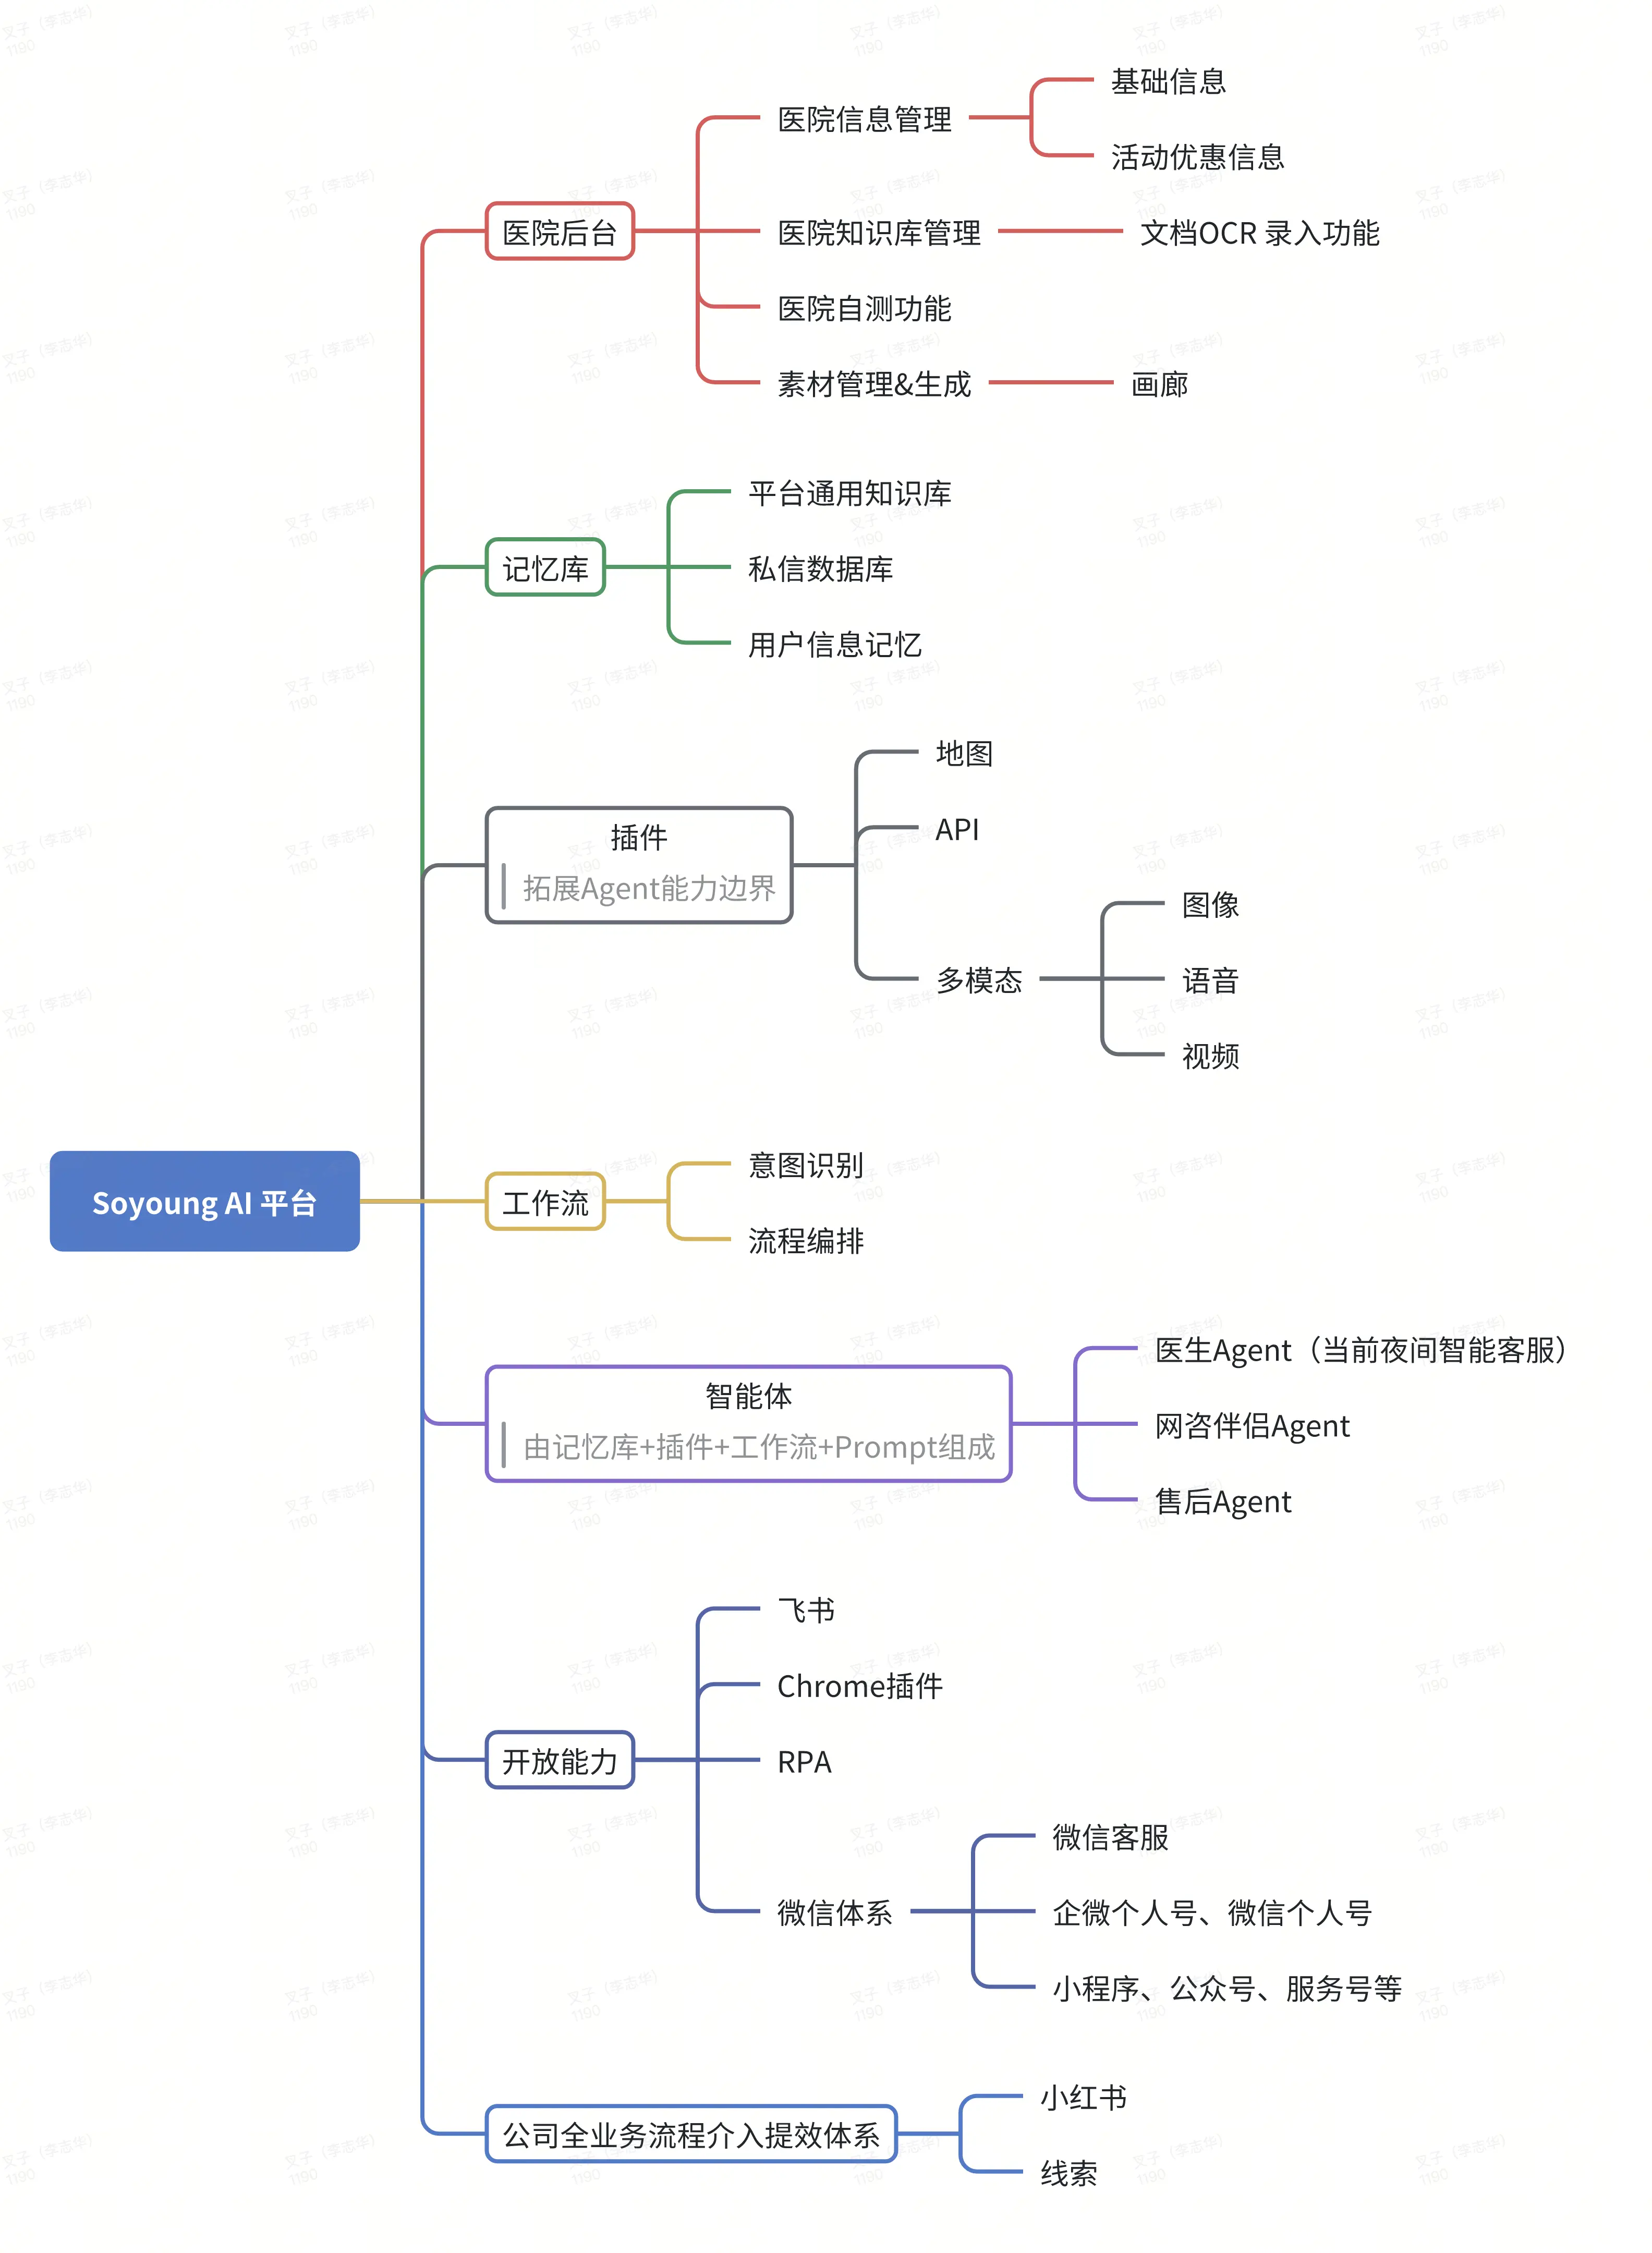 Soyoung AI 平台
医院后台
医院信息管理
基础信息
活动优惠信息
医院知识库管理
文档OCR 录入功能
医院自测功能
素材管理&生成
画廊
记忆库
平台通用知识库
私信数据库
用户信息记忆
插件
拓展Agent能力边界
地图
API
多模态
图像
语音
视频
工作流
意图识别
流程编排
智能体
由记忆库+插件+工作流+Prompt组成
医生Agent（当前夜间智能客服）
网咨伴侣Agent
售后Agent
开放能力
飞书
Chrome插件
RPA
微信体系
微信客服
企微个人号、微信个人号
小程序、公众号、服务号等
公司全业务流程介入提效体系
小红书
线索
叉子（李志华）
1190